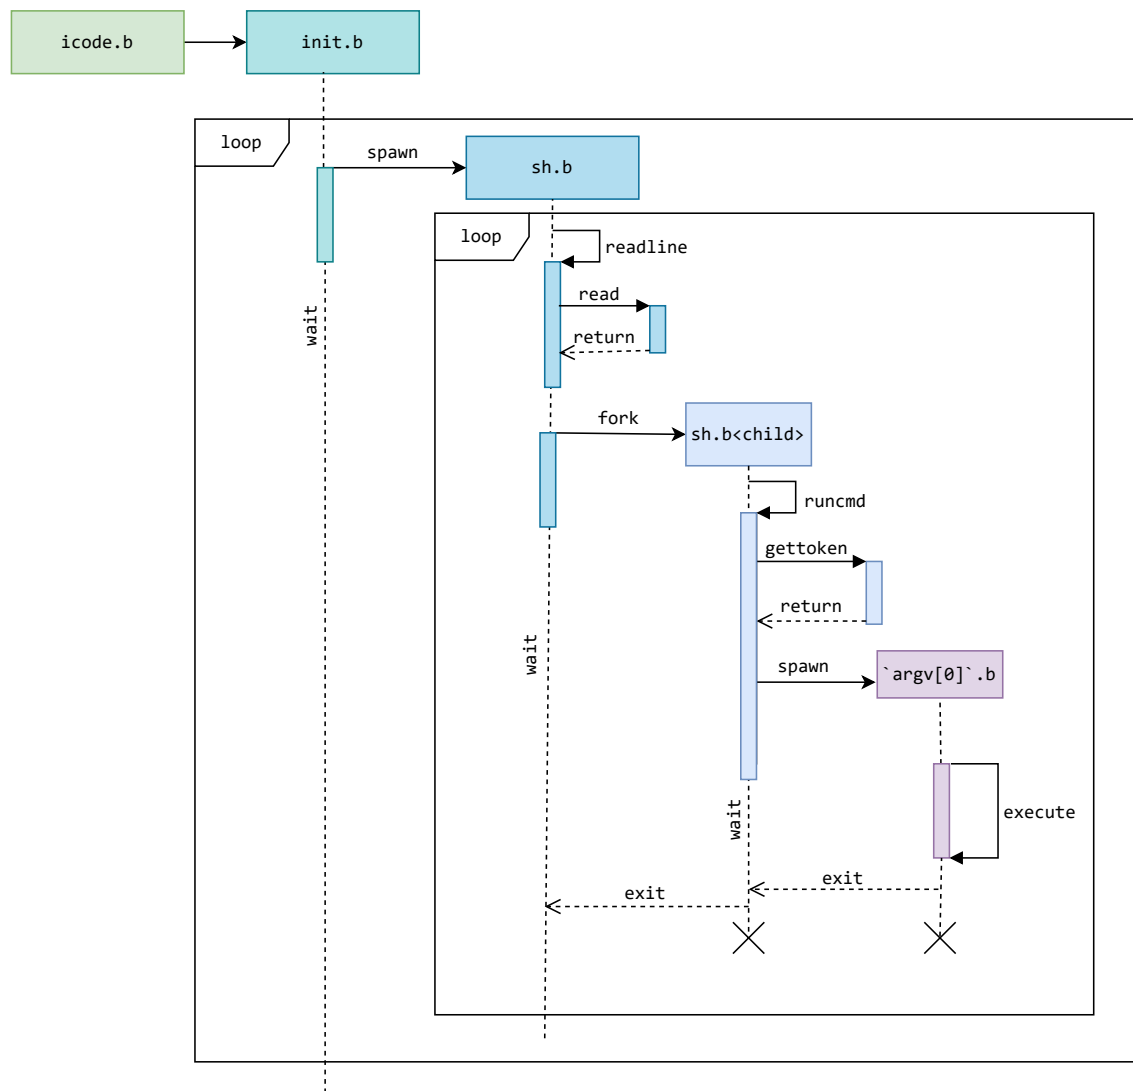 icode.b
init.b
loop
spawn
sh.b
loop
readline
read
wait
return
fork
sh.b<child>
runcmd
gettoken
return
wait
spawn
`argv[0]`.b
wait
execute
exit
exit